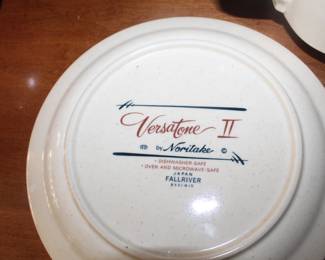 Versatone II
by Noritake ©
• DISHWASHER-SAFE
• OVEN AND MICROWAVE-SAFE
JAPAN
FALLRIVER